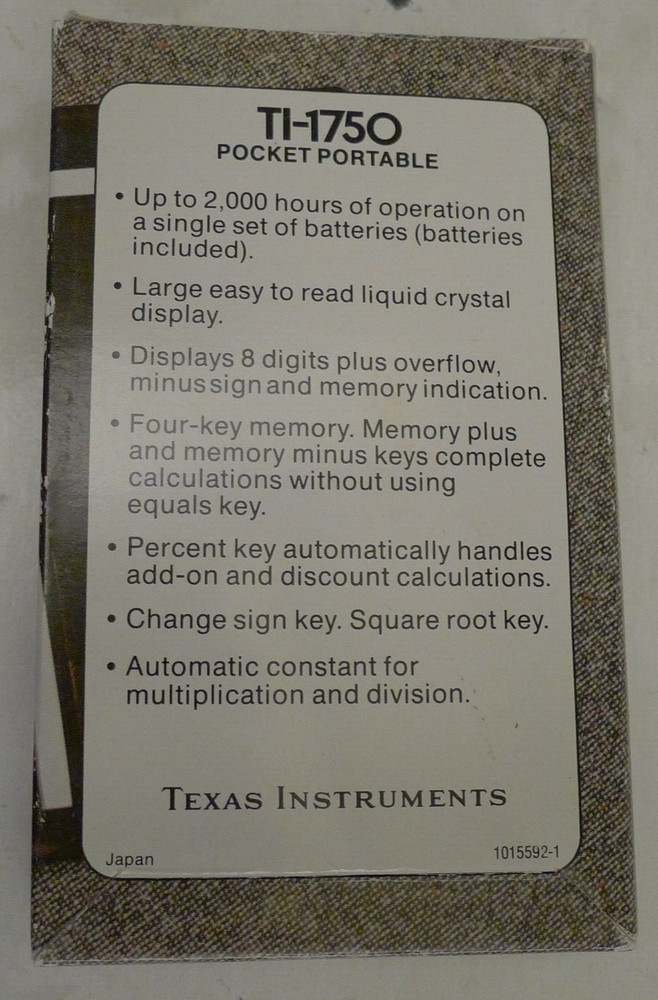 TI-1750
POCKET PORTABLE
• Up to 2,000 hours of operation on
a single set of batteries (batteries
included).
• Large easy to read liquid crystal
display.
• Displays 8 digits plus overflow,
minus sign and memory indication.
• Four-key memory. Memory plus
and memory minus keys complete
calculations without using
equals key.
• Percent key automatically handles
add-on and discount calculations.
• Change sign key. Square root key.
• Automatic constant for
multiplication and division.
TEXAS INSTRUMENTS
Japan
1015592-1